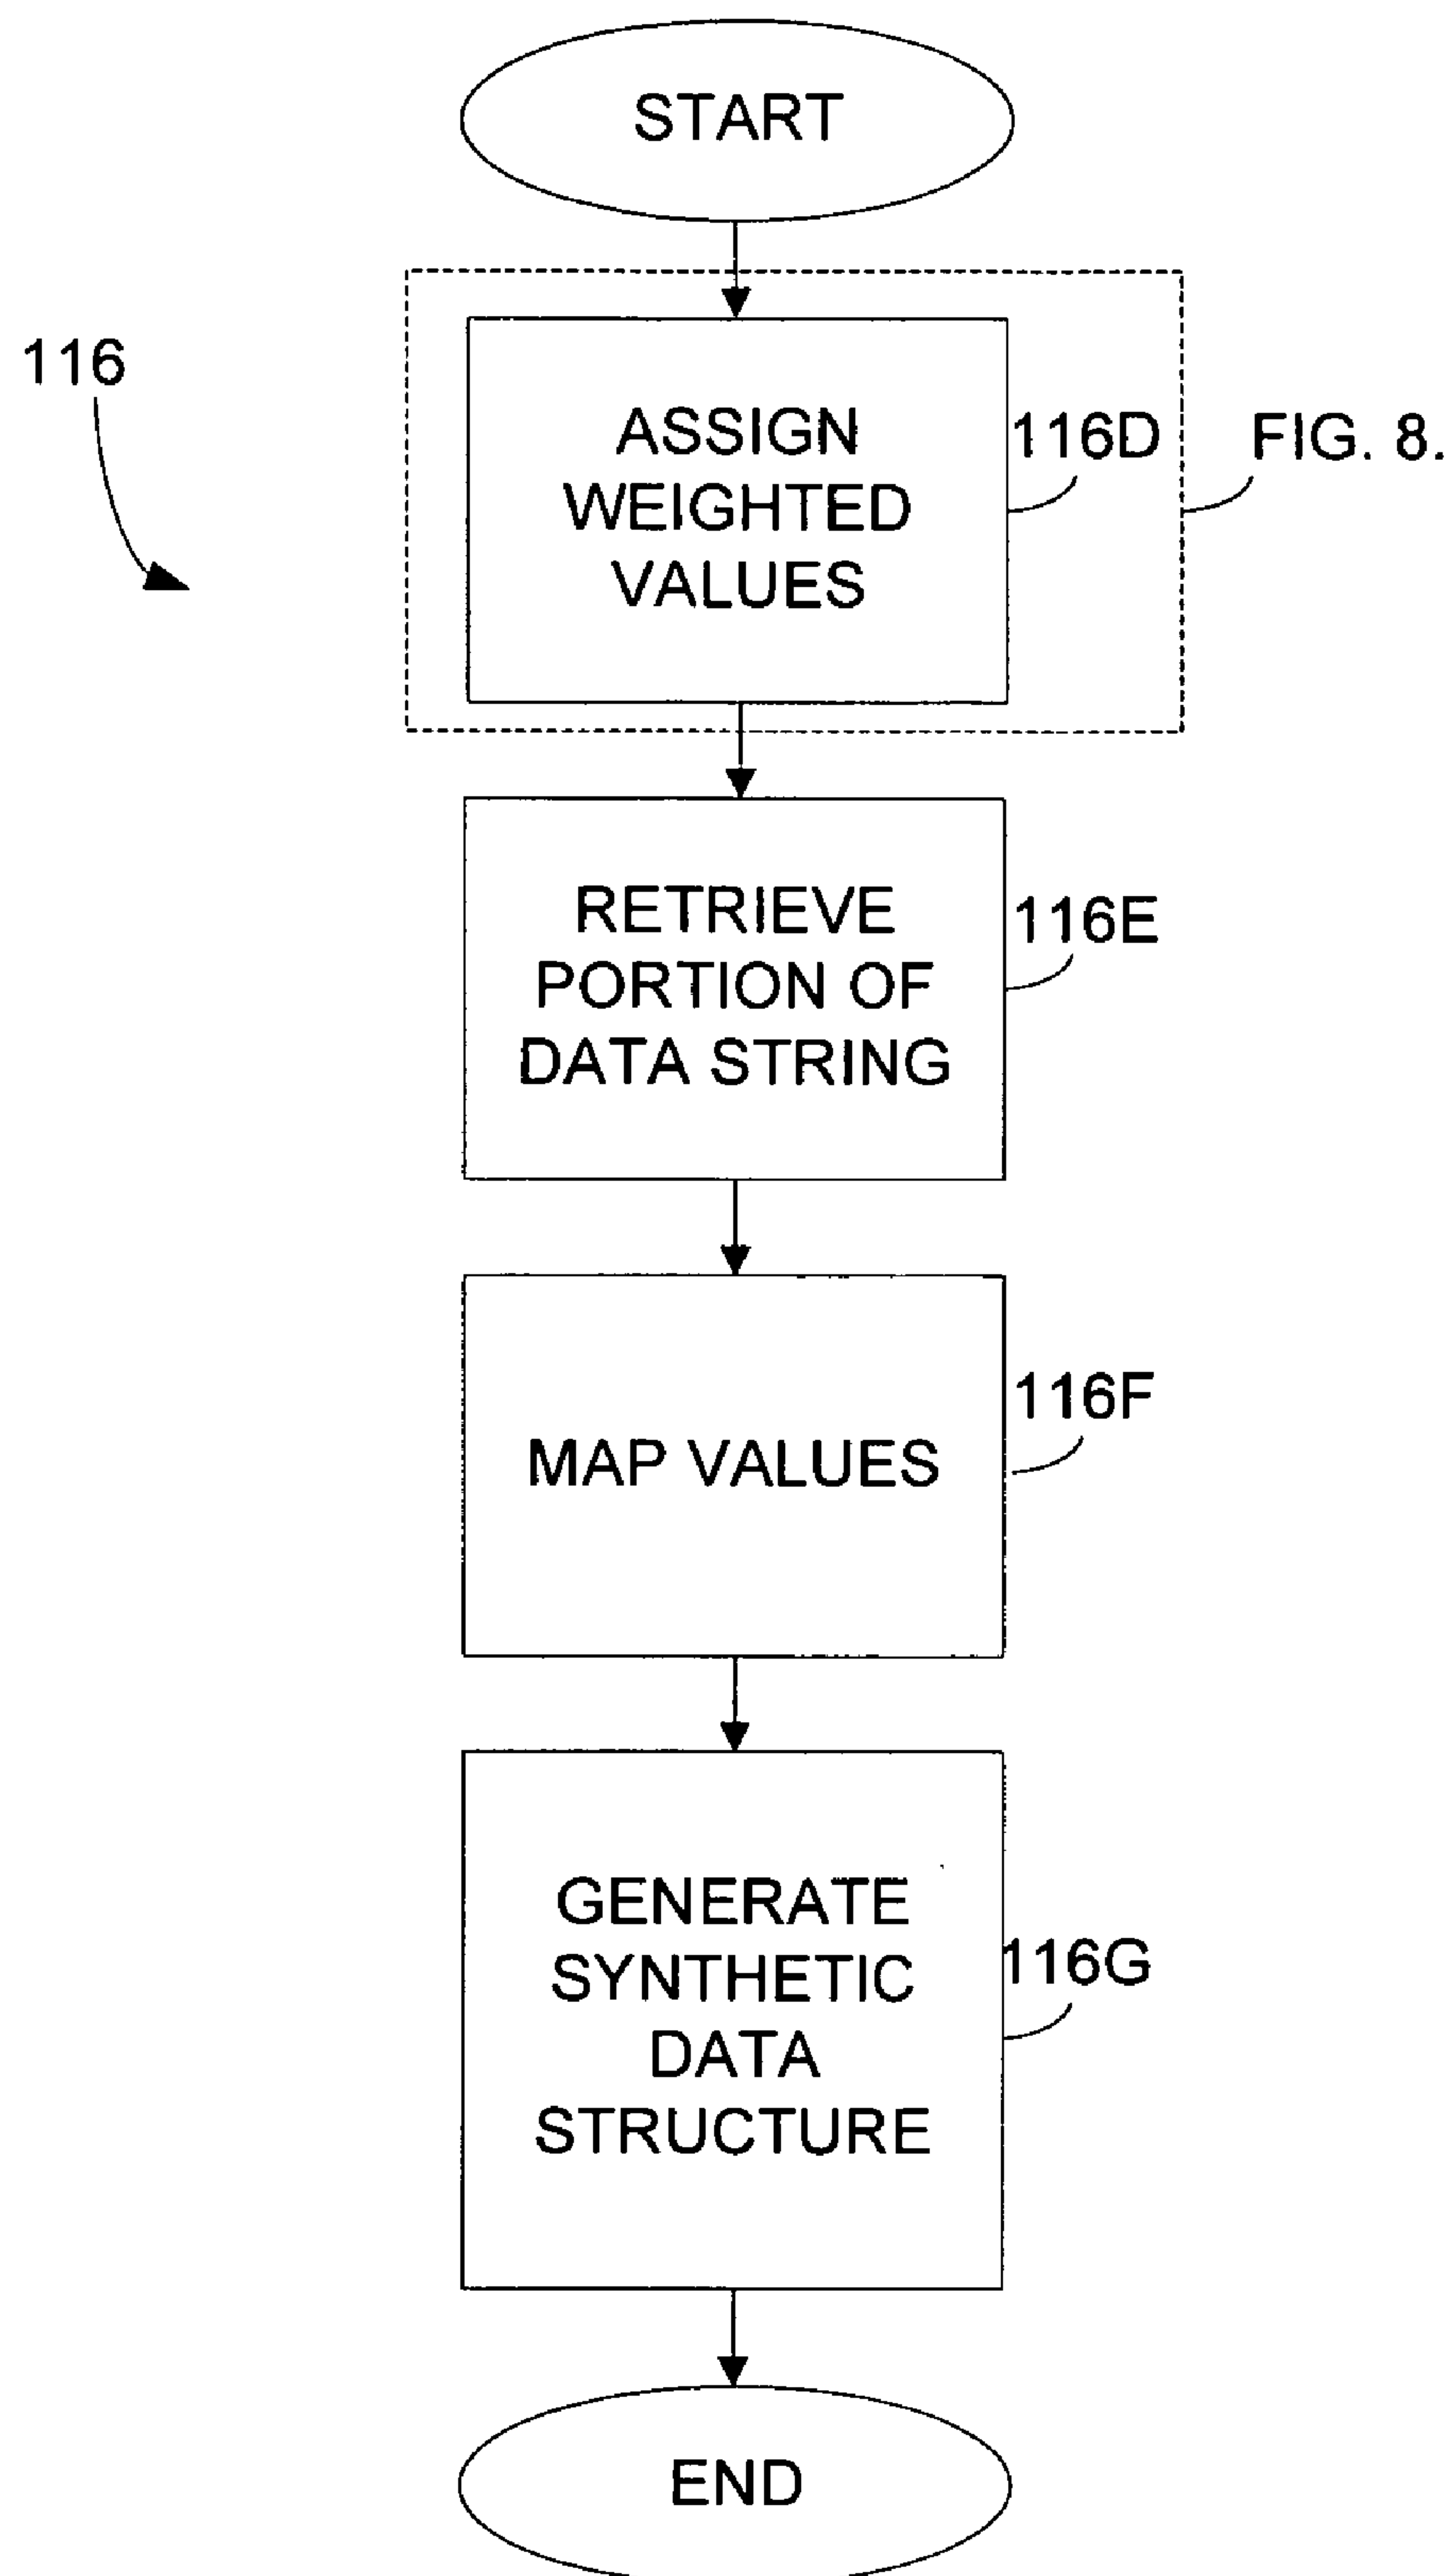 START
116
ASSIGN
WEIGHTED
VALUES
116D
FIG. 8.
RETRIEVE
PORTION OF
DATA STRING
116E
MAP VALUES
116F
GENERATE
SYNTHETIC
DATA
STRUCTURE
116G
END